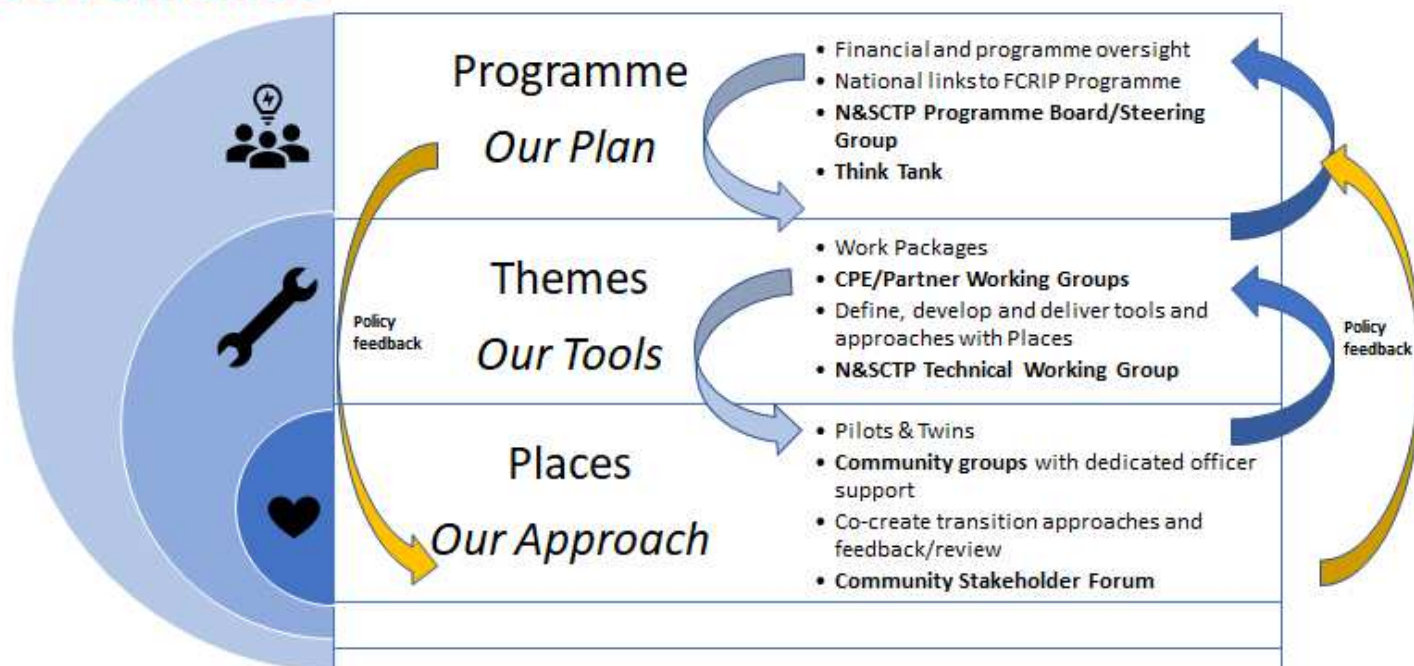 Programme
Our Plan
• Financial and programme oversight
• National links to FCRIP Programme
• N&SCTP Programme Board/Steering
Group
• Think Tank
Themes
Our Tools
• Work Packages
• CPE/Partner Working Groups
• Define, develop and deliver tools and
approaches with Places
• N&SCTP Technical Working Group
Policy
feedback
Policy
feedback
Places
Our Approach
• Pilots & Twins
• Community groups with dedicated officer
support
• Co-create transition approaches and
feedback/review
• Community Stakeholder Forum